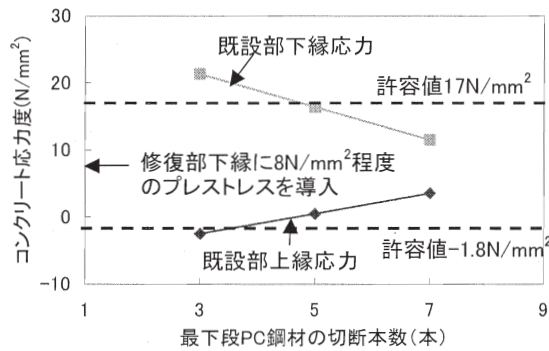 コンクリート応力度(N/mm²)
30
20
10
0
-10
既設部下縁応力
許容値17N/mm²
修復部下縁に8N/mm²程度
のプレストレスを導入
既設部上縁応力
許容値-1.8N/mm²
1
3
5
7
9
最下段PC鋼材の切断本数(本)